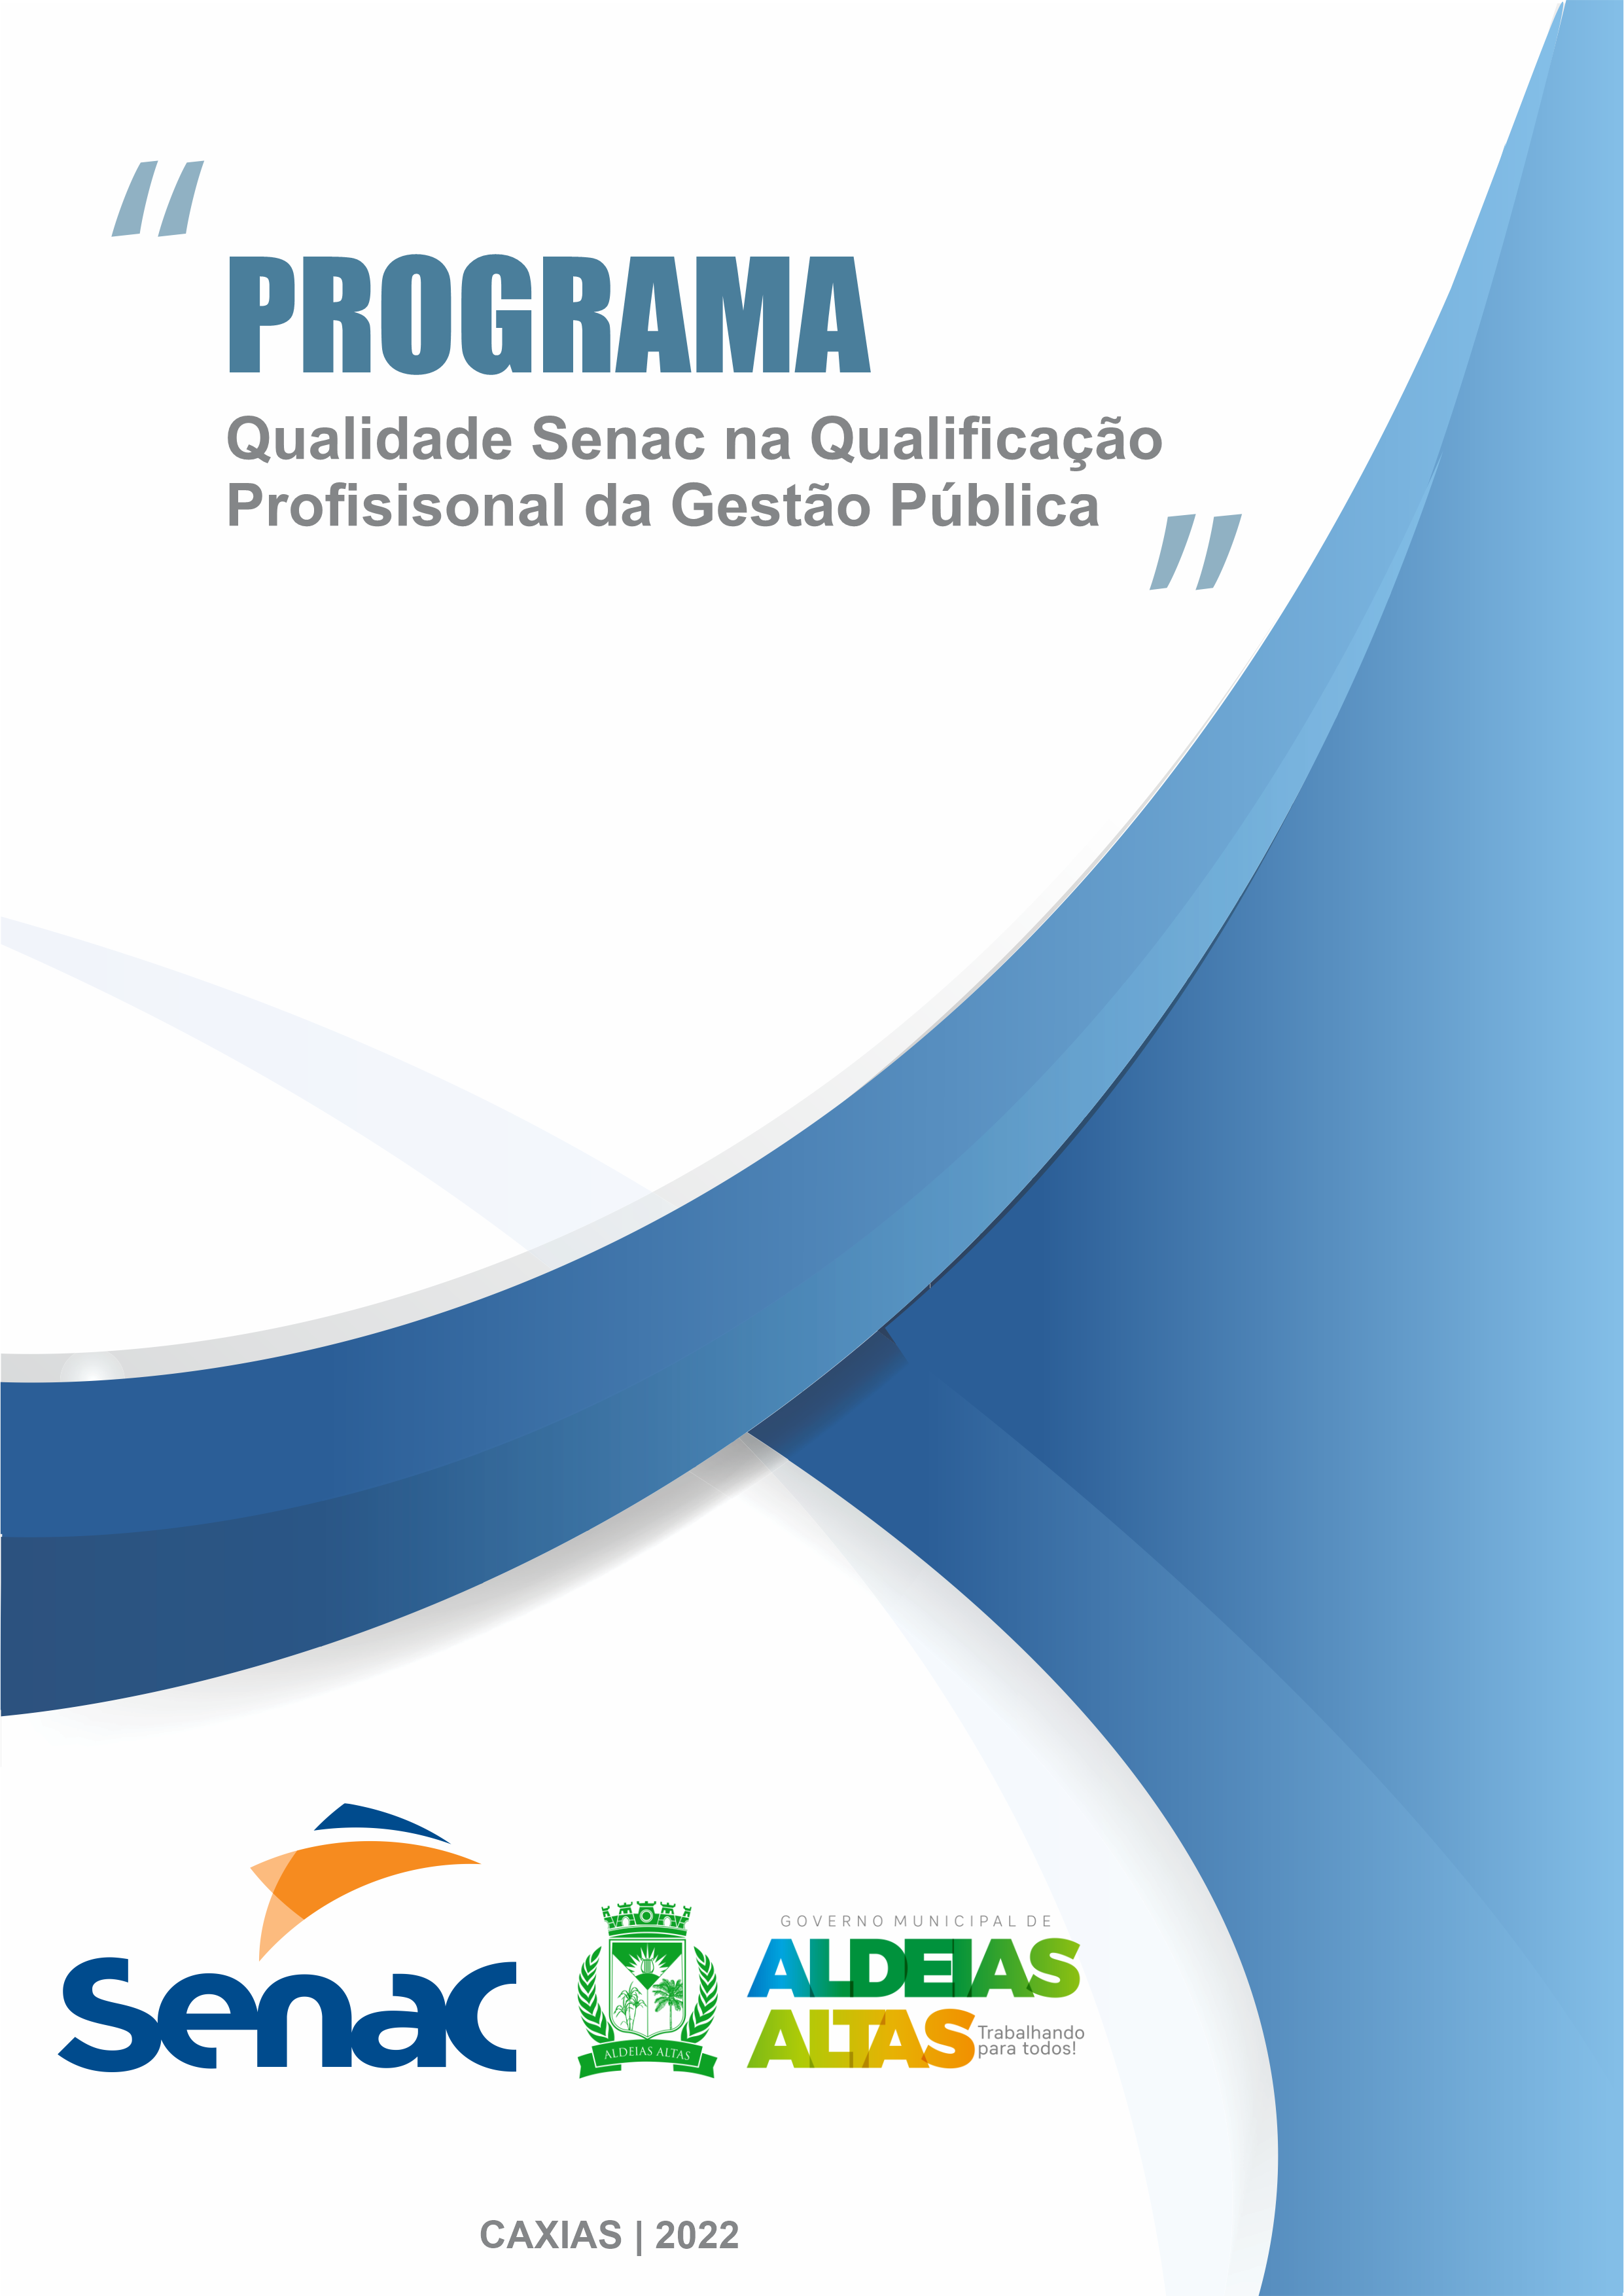 “
PROGRAMA
Qualidade Senac na Qualificação
Profisisonal da Gestão Pública
”
senac
ALDEIAS ALTAS
GOVERNO MUNICIPAL DE
ALDEIAS
ALTAS
Trabalhando
para todos!
CAXIAS | 2022